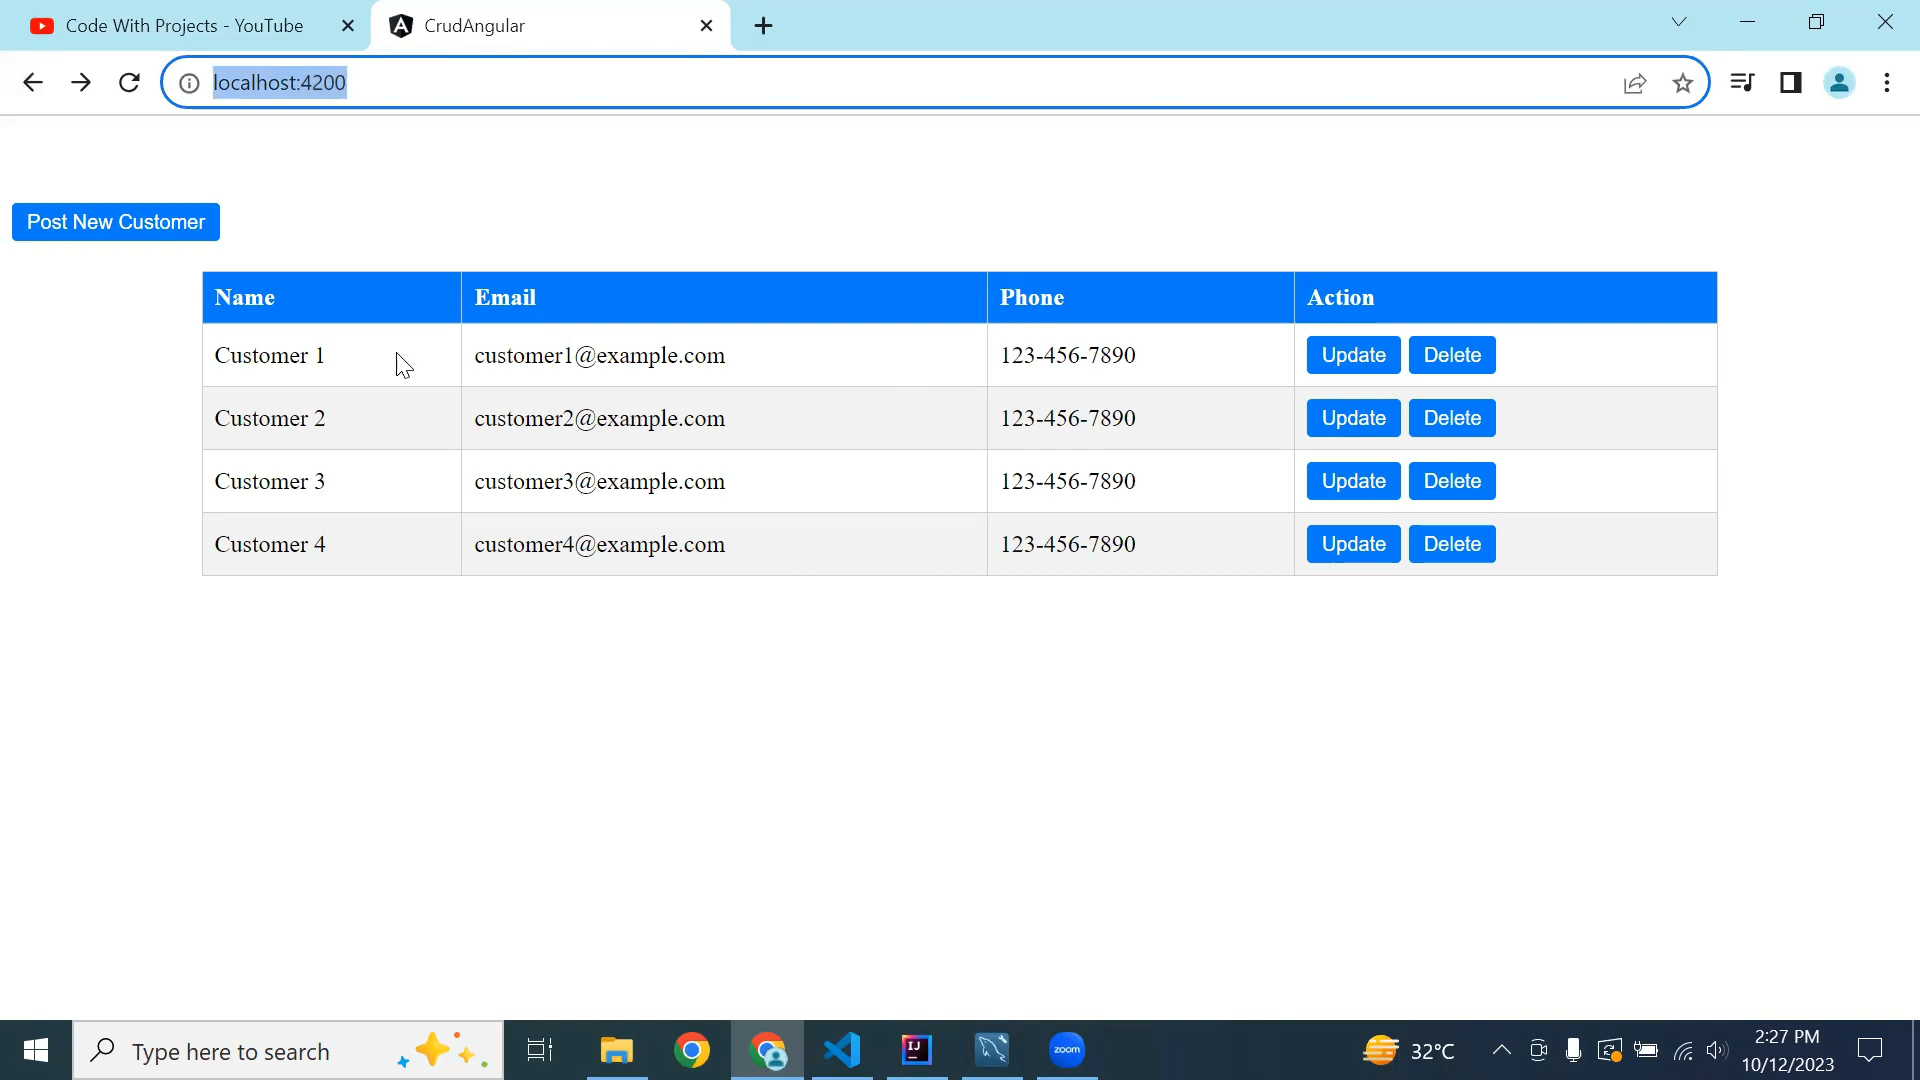 Code With Projects - YouTube
CrudAngular
localhost:4200
Post New Customer
Name Email Phone Action
Customer 1 customer1@example.com 123-456-7890 Update Delete
Customer 2 customer2@example.com 123-456-7890 Update Delete
Customer 3 customer3@example.com 123-456-7890 Update Delete
Customer 4 customer4@example.com 123-456-7890 Update Delete
Type here to search
IJ
zoom
32°C
2:27 PM
10/12/2023